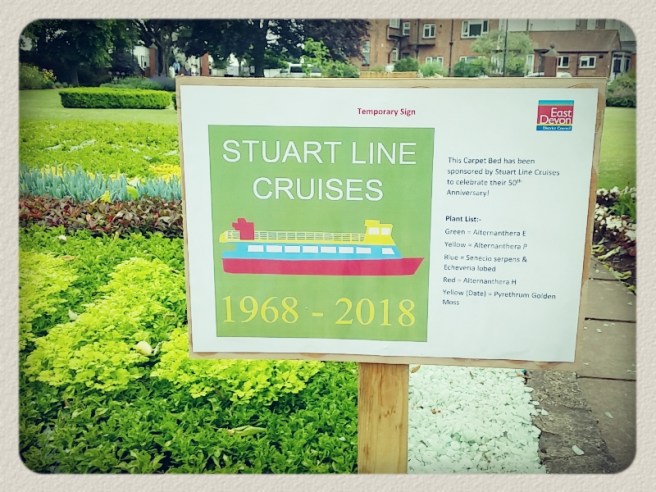 Temporary Sign
East
Devon
District Council
STUART LINE
CRUISES
1968 - 2018
This Carpet Bed has been
sponsored by Stuart Line Cruises
to celebrate their 50th
Anniversary!
Plant List:-
Green = Alternanthera E
Yellow = Alternanthera P
Blue = Senecio serpens &
Echeveria lobed
Red = Alternanthera H
Yellow (Date) = Pyrethrum Golden
Moss